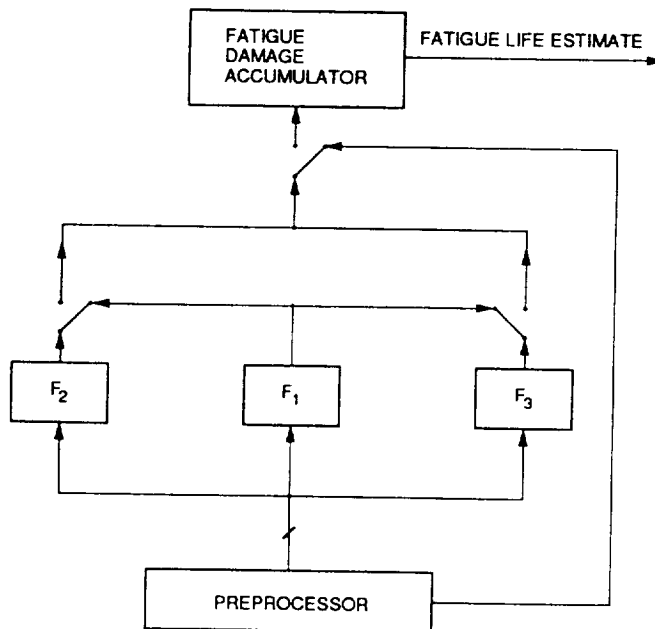 FATIGUE
DAMAGE
ACCUMULATOR
FATIGUE LIFE ESTIMATE
F2
F1
F3
PREPROCESSOR